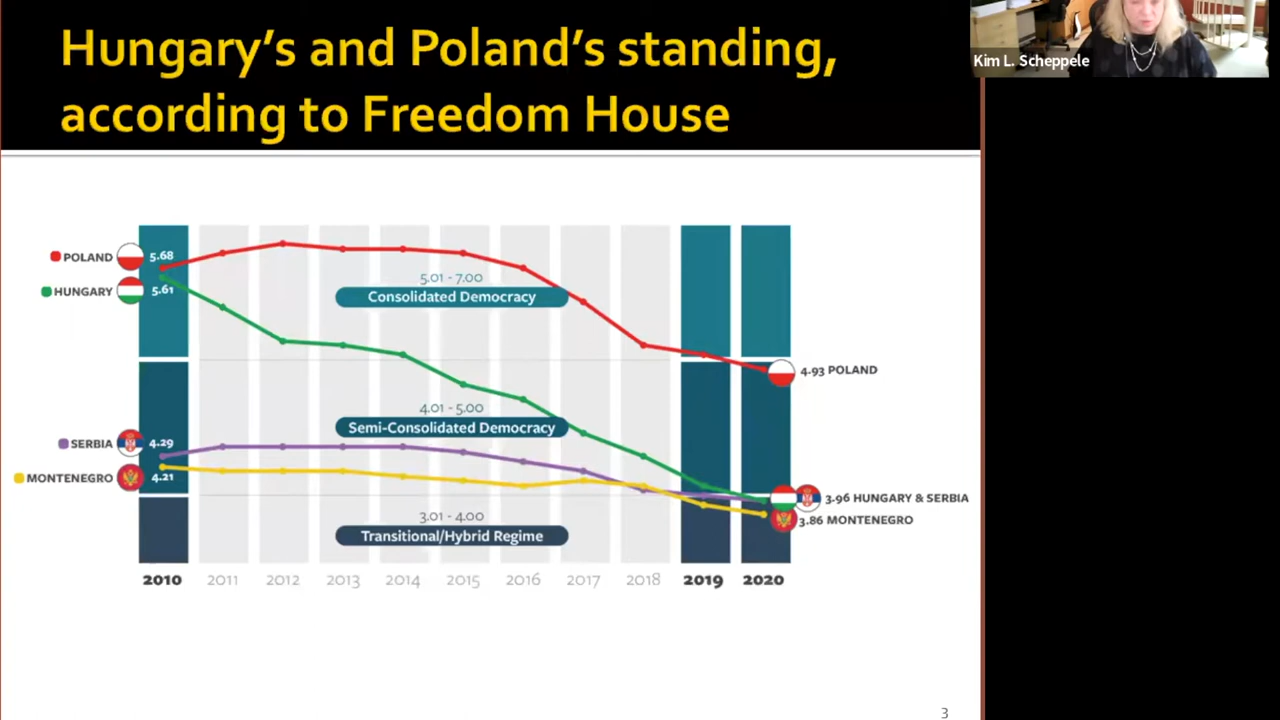 Hungary's and Poland's standing,
according to Freedom House
Kim L. Scheppele
POLAND
5.68
HUNGARY
5.61
5.01 - 7.00
Consolidated Democracy
4.93 POLAND
4.01 - 5.00
Semi-Consolidated Democracy
SERBIA
4.29
MONTENEGRO
4.21
3.96 HUNGARY & SERBIA
3.86 MONTENEGRO
3.01 - 4.00
Transitional/Hybrid Regime
2010 2011 2012 2013 2014 2015 2016 2017 2018 2019 2020
3